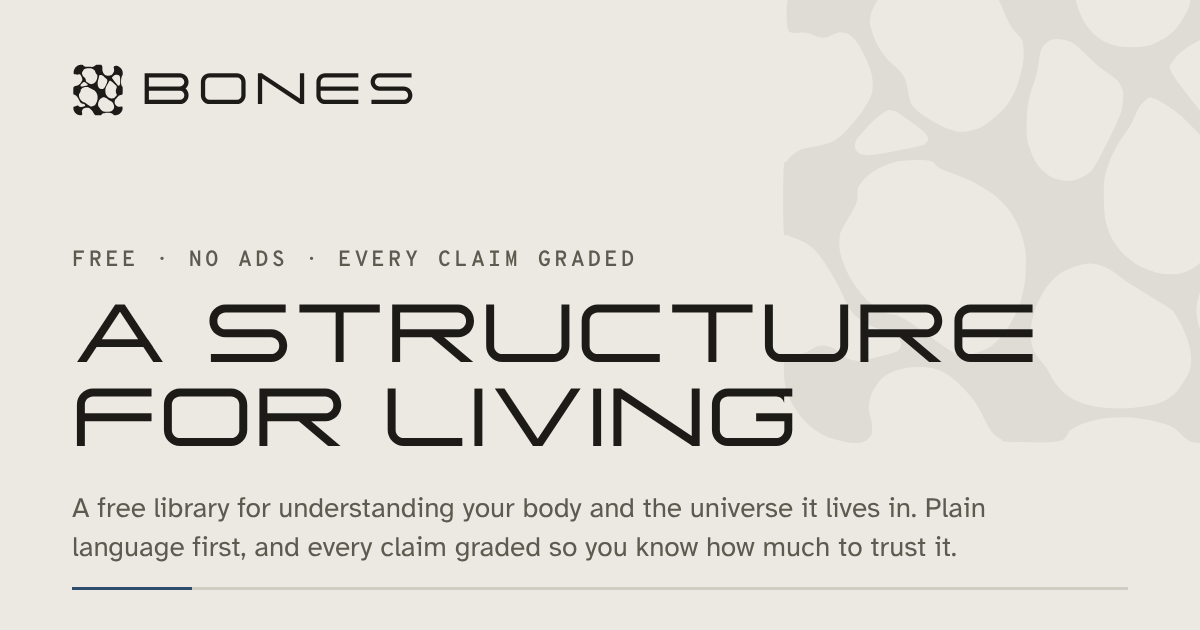 BONES
FREE · NO ADS · EVERY CLAIM GRADED
A STRUCTURE
FOR LIVING
A free library for understanding your body and the universe it lives in. Plain
language first, and every claim graded so you know how much to trust it.